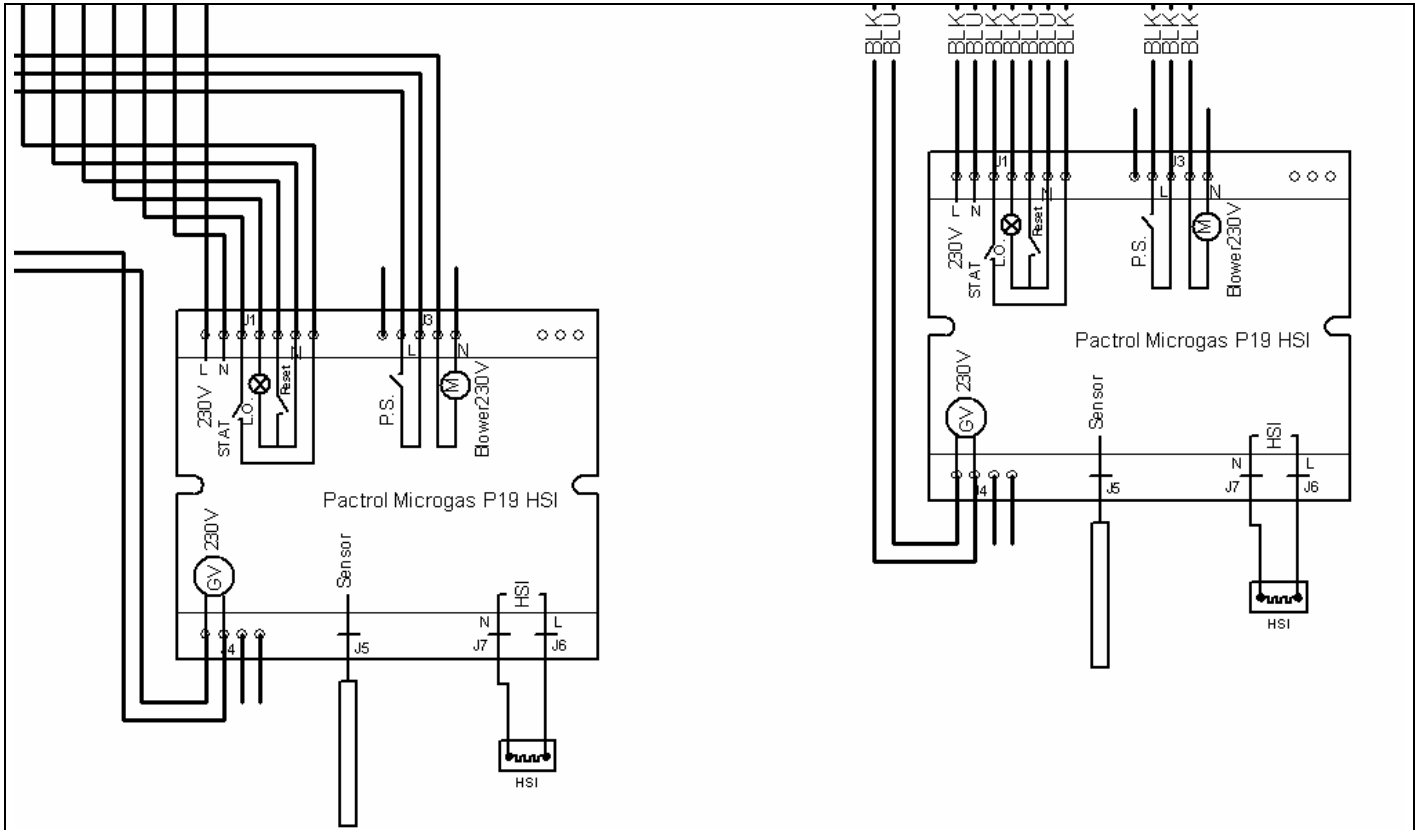 J1
J3
L
N
N
L
N
230V
STAT
L.O.
Reset
P.S.
M
Blower230V
Pactrol Microgas P19 HSI
230V
GV
Sensor
HSI
N
L
J4
J5
J7
J6
HSI
BLK
BLU
BLK
BLU
BLK
BLK
BLU
BLU
BLK
BLK
BLK
BLK
J1
J3
L
N
N
L
N
230V
STAT
L.O.
Reset
P.S.
M
Blower230V
Pactrol Microgas P19 HSI
230V
GV
Sensor
HSI
N
L
J4
J5
J7
J6
HSI